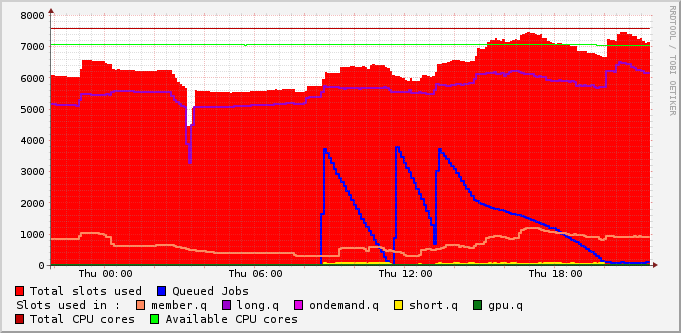 8000
7000
6000
5000
4000
3000
2000
1000
0
Thu 00:00 Thu 06:00 Thu 12:00 Thu 18:00
Total slots used Queued Jobs
Slots used in : member.q long.q ondemand.q short.q gpu.q
Total CPU cores Available CPU cores
RRDTOOL / TOBI OETIKER